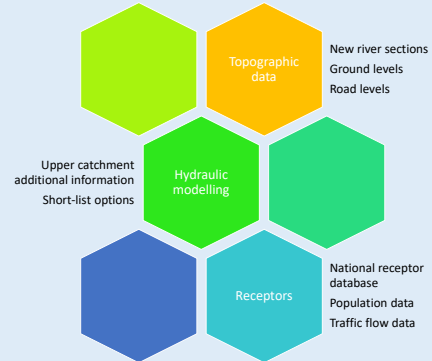 Topographic
data
New river sections
Ground levels
Road levels
Upper catchment
additional information
Short-list options
Hydraulic
modelling
Receptors
National receptor
database
Population data
Traffic flow data